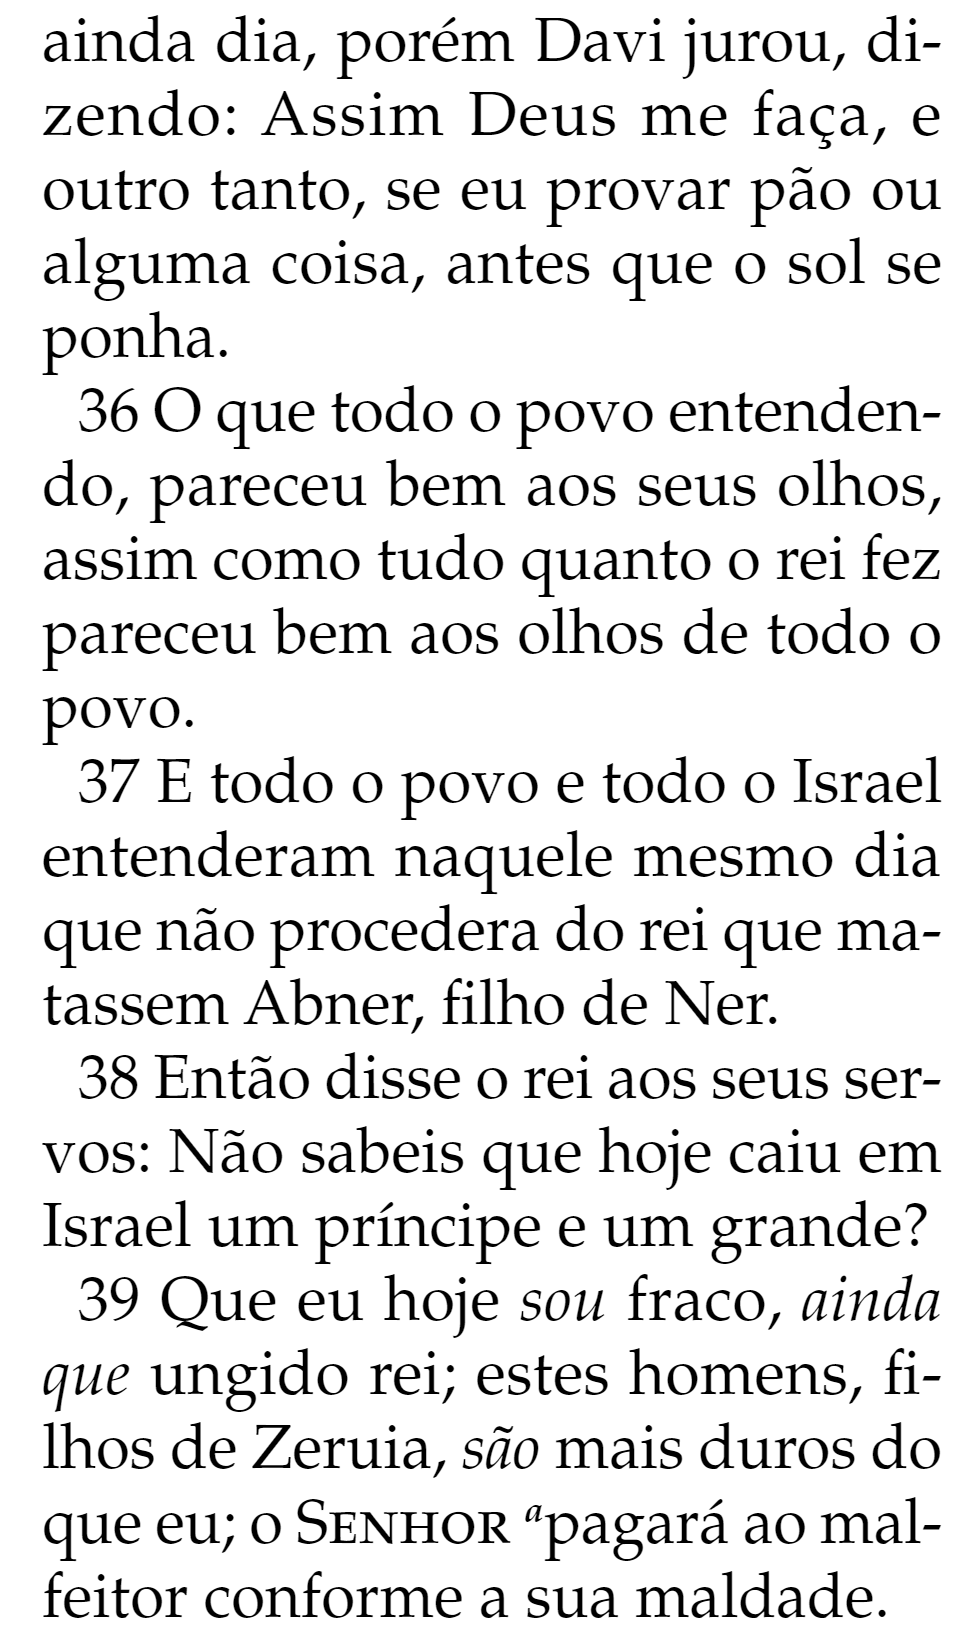 ainda dia, porém Davi jurou, di-
zendo: Assim Deus me faça, e
outro tanto, se eu provar pão ou
alguma coisa, antes que o sol se
ponha.
36 O que todo o povo entenden-
do, pareceu bem aos seus olhos,
assim como tudo quanto o rei fez
pareceu bem aos olhos de todo o
povo.
37 E todo o povo e todo o Israel
entenderam naquele mesmo dia
que não procedera do rei que ma-
tassem Abner, filho de Ner.
38 Então disse o rei aos seus ser-
vos: Não sabeis que hoje caiu em
Israel um príncipe e um grande?
39 Que eu hoje sou fraco, ainda
que ungido rei; estes homens, fi-
lhos de Zeruia, são mais duros do
que eu; o SENHOR ᵃpagará ao mal-
feitor conforme a sua maldade.